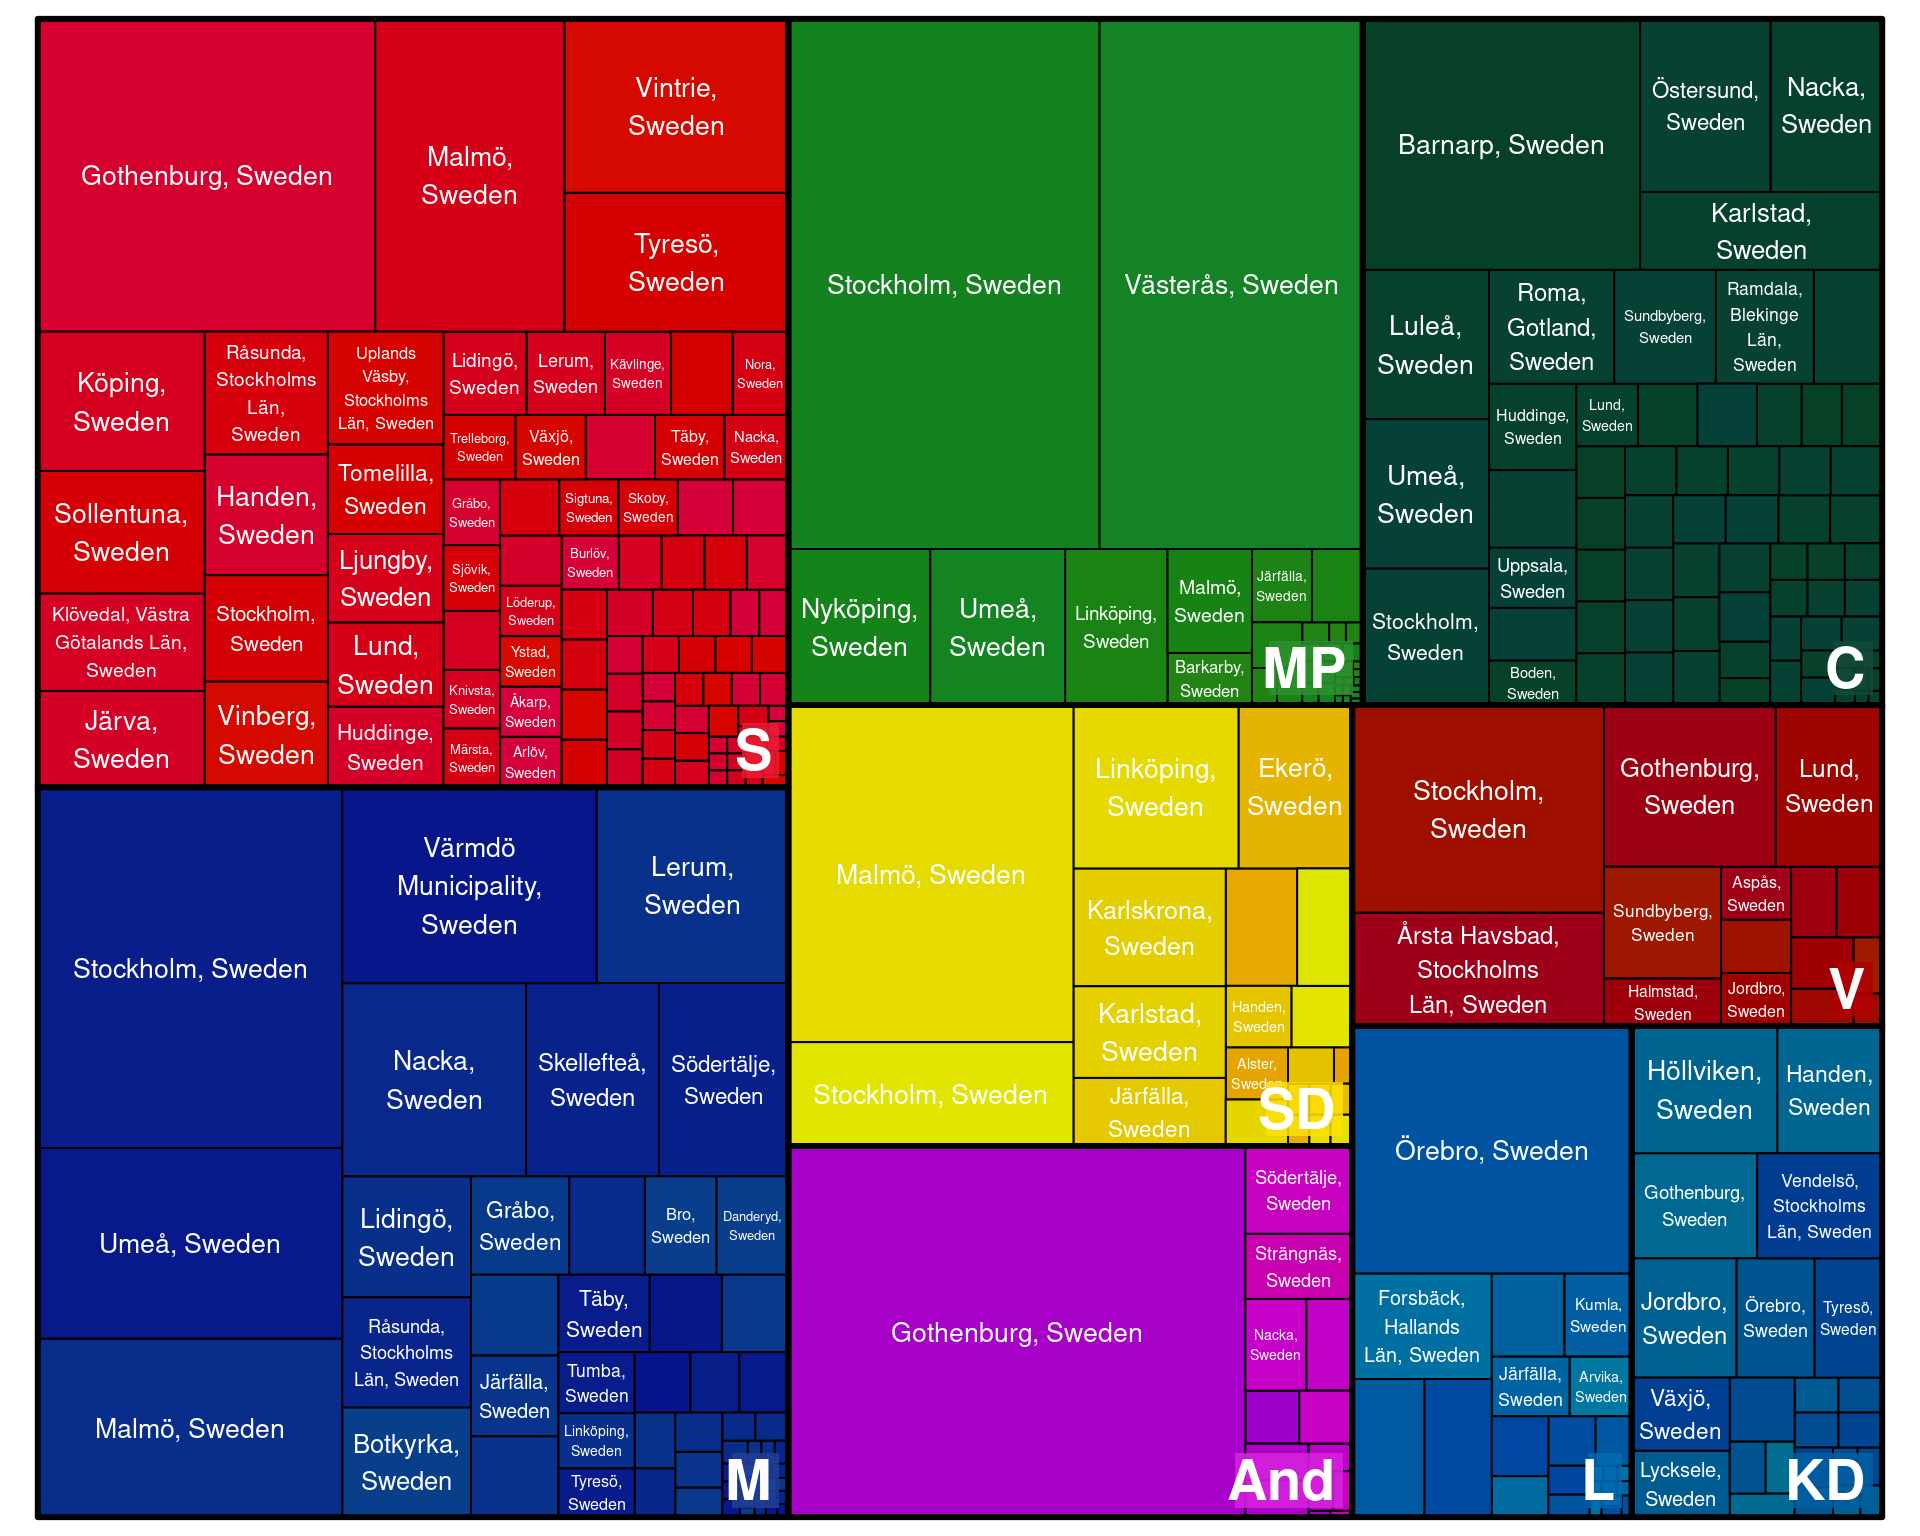 Gothenburg, Sweden
Malmö,
Sweden
Vintrie,
Sweden
Tyresö,
Sweden
Köping,
Sweden
Sollentuna,
Sweden
Klövedal, Västra
Götalands Län,
Sweden
Järva,
Sweden
Råsunda,
Stockholms
Län,
Sweden
Handen,
Sweden
Stockholm,
Sweden
Vinberg,
Sweden
Uplands
Väsby,
Stockholms
Län, Sweden
Tomelilla,
Sweden
Ljungby,
Sweden
Lund,
Sweden
Huddinge,
Sweden
Lidingö,
Sweden
Lerum,
Sweden
Kävlinge,
Sweden
Nora,
Sweden
Trelleborg,
Sweden
Växjö,
Sweden
Täby,
Sweden
Nacka,
Sweden
Gråbo,
Sweden
Sigtuna,
Sweden
Skoby,
Sweden
Sjövik,
Sweden
Burlöv,
Sweden
Löderup,
Sweden
Ystad,
Sweden
Knivsta,
Sweden
Åkarp,
Sweden
Märsta,
Sweden
Arlöv,
Sweden
S
Stockholm, Sweden
Västerås, Sweden
Nyköping,
Sweden
Umeå,
Sweden
Linköping,
Sweden
Malmö,
Sweden
Barkarby,
Sweden
Järfälla,
Sweden
MP
Barnarp, Sweden
Östersund,
Sweden
Nacka,
Sweden
Karlstad,
Sweden
Luleå,
Sweden
Umeå,
Sweden
Stockholm,
Sweden
Roma,
Gotland,
Sweden
Sundbyberg,
Sweden
Ramdala,
Blekinge
Län,
Sweden
Huddinge,
Sweden
Lund,
Sweden
Uppsala,
Sweden
Boden,
Sweden
C
Stockholm, Sweden
Umeå, Sweden
Malmö, Sweden
Värmdö
Municipality,
Sweden
Lerum,
Sweden
Nacka,
Sweden
Skellefteå,
Sweden
Södertälje,
Sweden
Lidingö,
Sweden
Råsunda,
Stockholms
Län, Sweden
Botkyrka,
Sweden
Gråbo,
Sweden
Bro,
Sweden
Danderyd,
Sweden
Järfälla,
Sweden
Täby,
Sweden
Tumba,
Sweden
Linköping,
Sweden
Tyresö,
Sweden
M
Malmö, Sweden
Stockholm, Sweden
Linköping,
Sweden
Ekerö,
Sweden
Karlskrona,
Sweden
Karlstad,
Sweden
Järfälla,
Sweden
Handen,
Sweden
Alster,
Sweden
SD
Gothenburg, Sweden
Södertälje,
Sweden
Strängnäs,
Sweden
Nacka,
Sweden
And
Stockholm,
Sweden
Årsta Havsbad,
Stockholms
Län, Sweden
Gothenburg,
Sweden
Lund,
Sweden
Sundbyberg,
Sweden
Halmstad,
Sweden
Aspås,
Sweden
Jordbro,
Sweden
V
Örebro, Sweden
Forsbäck,
Hallands
Län, Sweden
Kumla,
Sweden
Järfälla,
Sweden
Arvika,
Sweden
L
Höllviken,
Sweden
Handen,
Sweden
Gothenburg,
Sweden
Vendelsö,
Stockholms
Län, Sweden
Jordbro,
Sweden
Örebro,
Sweden
Tyresö,
Sweden
Växjö,
Sweden
Lycksele,
Sweden
KD